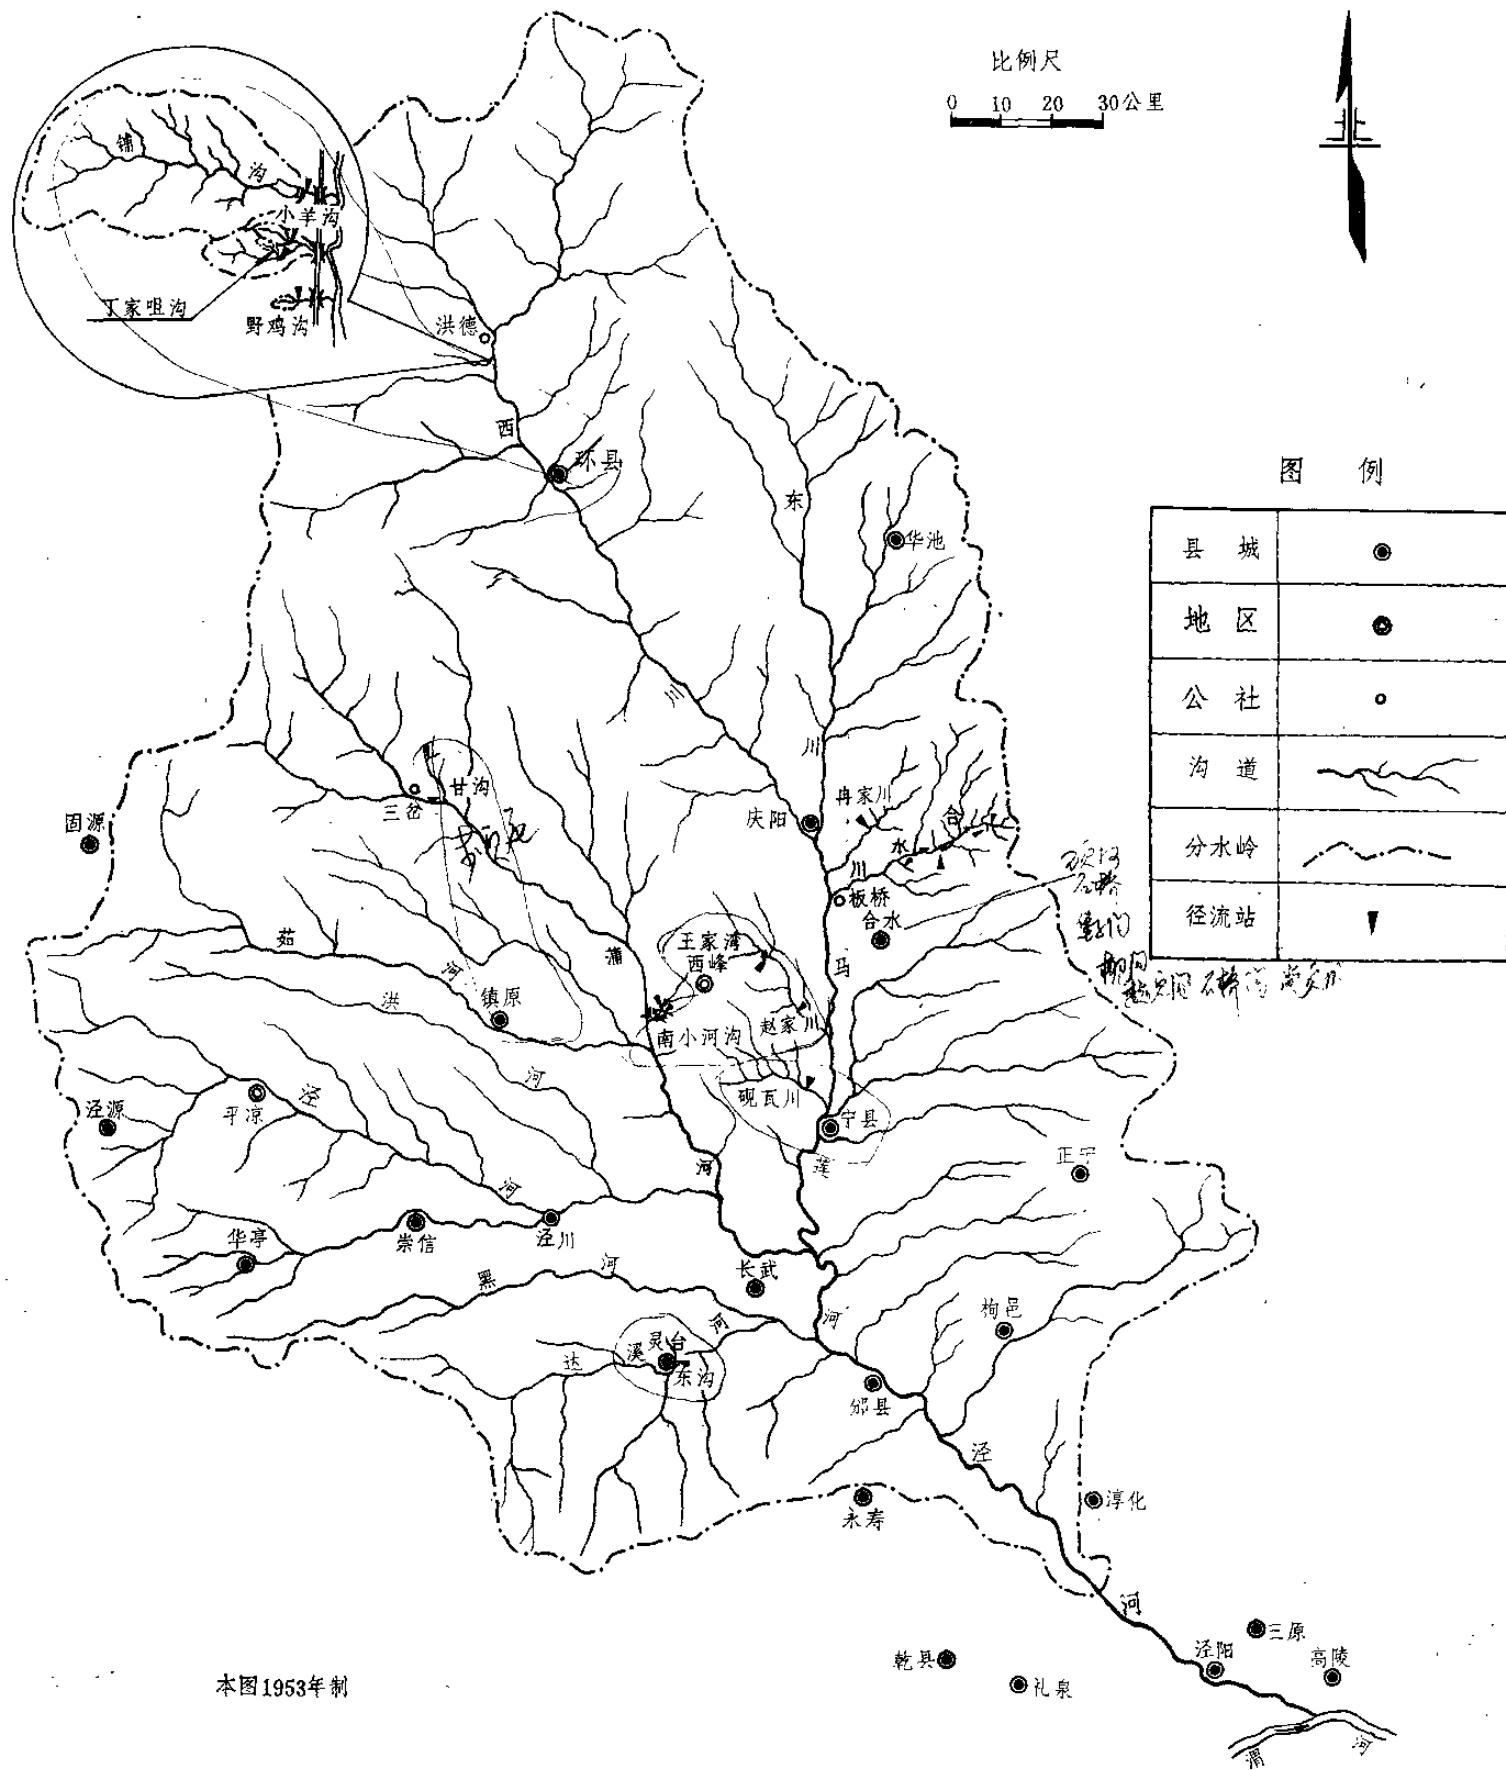 比例尺
0 10 20 30公里
铺
沟
小羊沟
丁家咀沟
野鸡沟
洪德
西
环县
东
华池
图 例
县 城
地 区
公 社
沟 道
分水岭
径流站
川
川
甘沟
三岔
固源
庆阳
冉家川
合
水
川
板桥
合水
王家湾
西峰
马
茹
河
蒲
洪
镇原
南小河沟
赵家川
河
砚瓦川
宁县
平凉
泾
泾源
正宁
河
莲
河
华亭
崇信
泾川
长武
黑
河
河
栒邑
灵台
溪
河
达
东沟
邠县
泾
永寿
淳化
河
三原
泾阳
高陵
乾县
礼泉
本图1953年制
渭
河